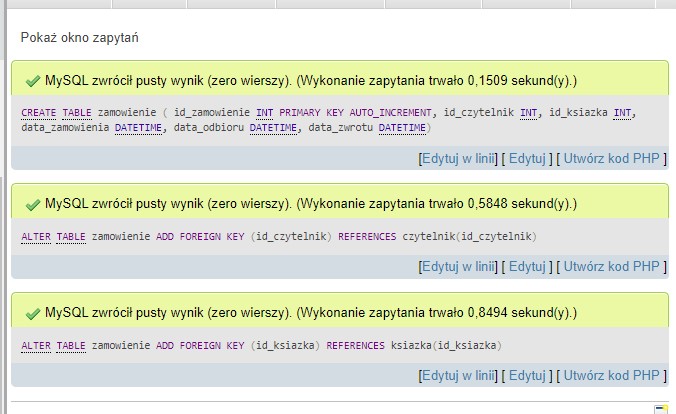 Pokaż okno zapytań
MySQL zwrócił pusty wynik (zero wierszy). (Wykonanie zapytania trwało 0,1509 sekund(y).)
CREATE TABLE zamowienie ( id_zamowienie INT PRIMARY KEY AUTO_INCREMENT, id_czytelnik INT, id_ksiazka INT,
data_zamowienia DATETIME, data_odbioru DATETIME, data_zwrotu DATETIME)
[Edytuj w linii] [ Edytuj ] [ Utwórz kod PHP ]
MySQL zwrócił pusty wynik (zero wierszy). (Wykonanie zapytania trwało 0,5848 sekund(y).)
ALTER TABLE zamowienie ADD FOREIGN KEY (id_czytelnik) REFERENCES czytelnik(id_czytelnik)
[Edytuj w linii] [ Edytuj ] [ Utwórz kod PHP ]
MySQL zwrócił pusty wynik (zero wierszy). (Wykonanie zapytania trwało 0,8494 sekund(y).)
ALTER TABLE zamowienie ADD FOREIGN KEY (id_ksiazka) REFERENCES ksiazka(id_ksiazka)
[Edytuj w linii] [ Edytuj ] [ Utwórz kod PHP ]